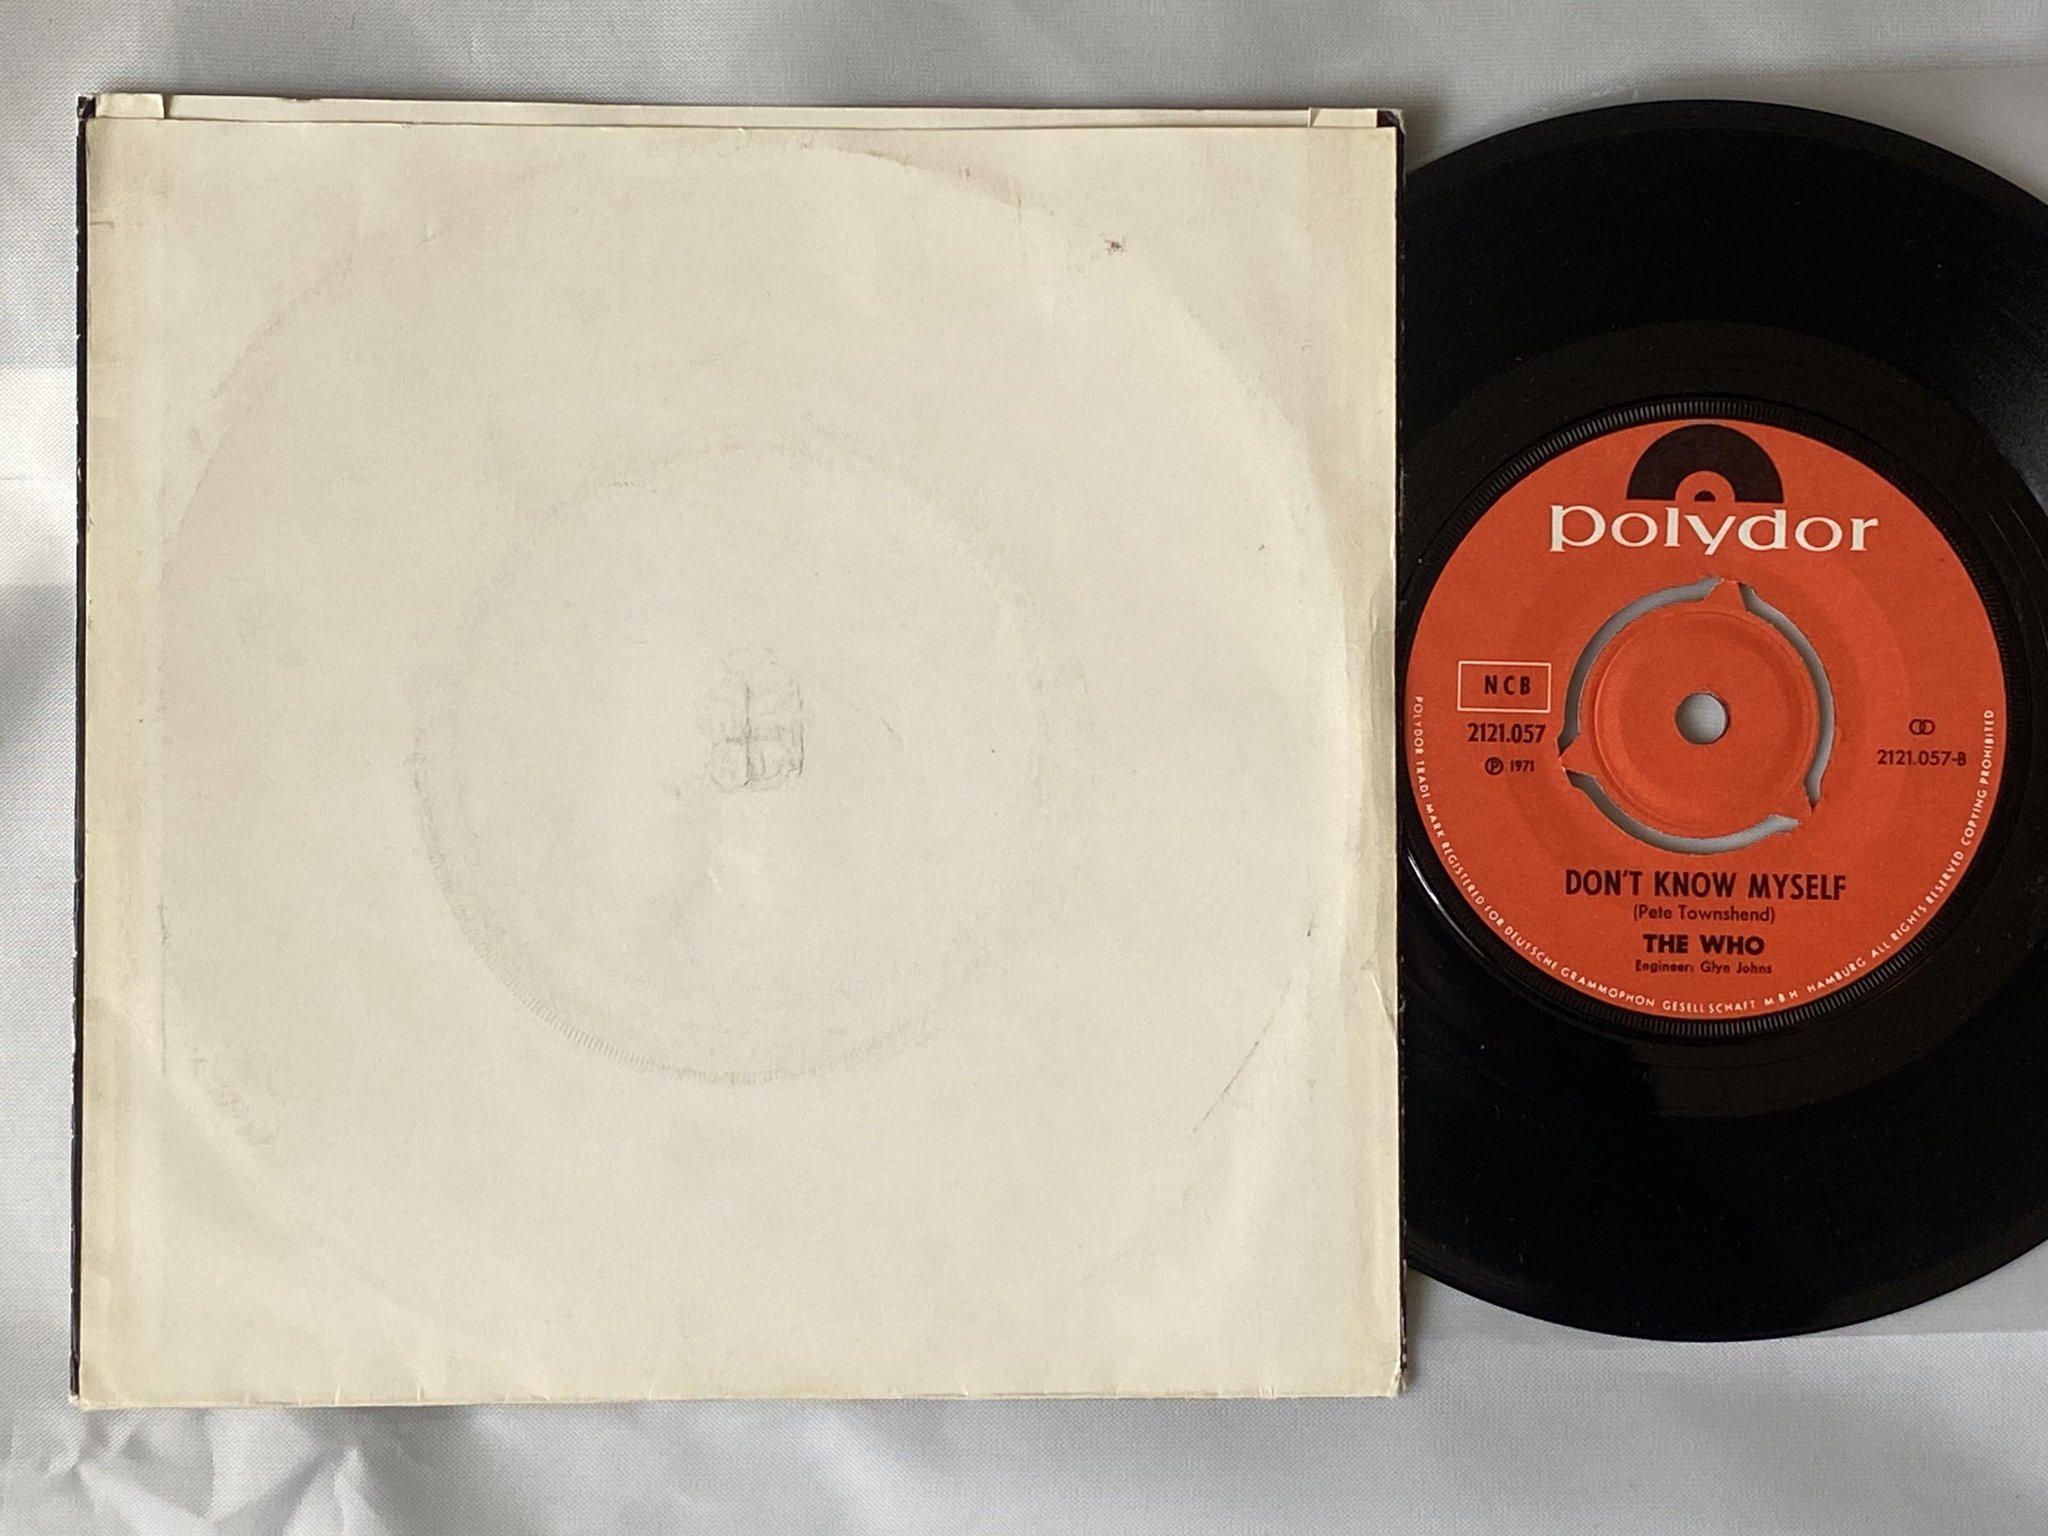 polydor
NCB
2121.057
℗ 1971
2121.057-B
DON'T KNOW MYSELF
(Pete Townshend)
THE WHO
Engineer: Glyn Johns
POLYDOR TRADE MARK REGISTERED FOR DEUTSCHE GRAMMOPHON GESELLSCHAFT MBH HAMBURG ALL RIGHTS RESERVED COPYING PROHIBITED